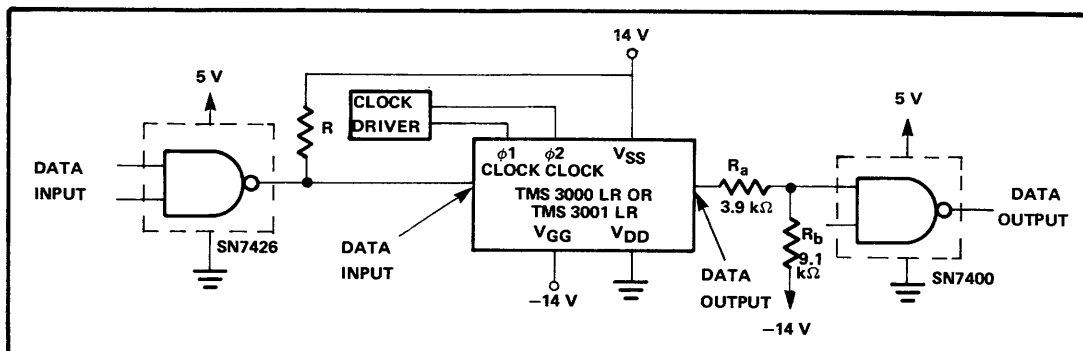 14 V
5 V
CLOCK
DRIVER
R
DATA
INPUT
SN7426
ϕ1 ϕ2 VSS
CLOCK CLOCK
TMS 3000 LR OR
TMS 3001 LR
VGG VDD
DATA
INPUT
−14 V
Ra
3.9 kΩ
Rb
9.1
kΩ
−14 V
DATA
OUTPUT
5 V
SN7400
DATA
OUTPUT